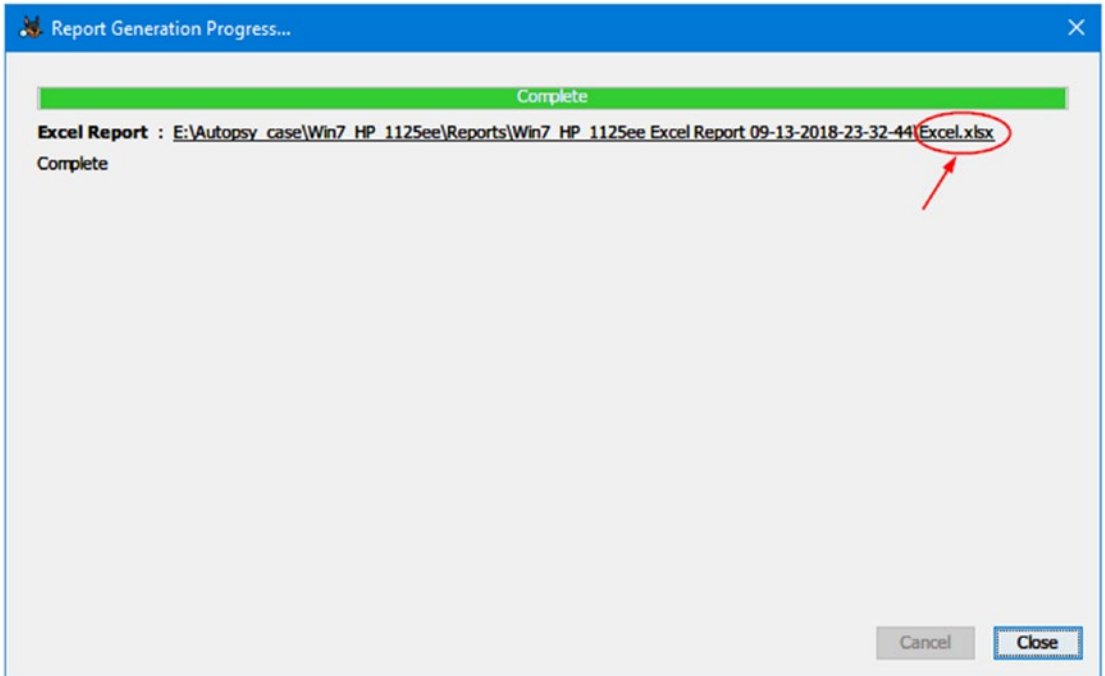 Report Generation Progress...
Complete
Excel Report : E:\Autopsy_case\Win7_HP_1125ee\Reports\Win7_HP_1125ee Excel Report 09-13-2018-23-32-44\Excel.xlsx
Complete
Cancel Close